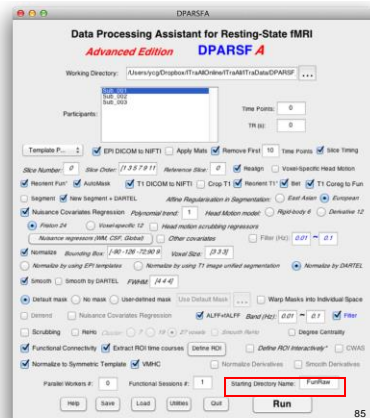 DPARSFA
Data Processing Assistant for Resting-State fMRI
Advanced Edition DPARSF A
Working Directory: /Users/ycg/Dropbox/ITraAllOnline/ITraAll/ITraData/DPARSF ...
Participants:
Sub_001
Sub_002
Sub_003
Time Points: 0
TR (s): 0
Template P... EPI DICOM to NIFTI Apply Mats Remove First 10 Time Points Slice Timing
Slice Number: 0 Slice Order: [1 3 5 7 9 11 Reference Slice: 0 Realign Voxel-Specific Head Motion
Reorient Fun* AutoMask T1 DICOM to NIFTI Crop T1 Reorient T1* Bet T1 Coreg to Fun
Segment New Segment + DARTEL Affine Regularisation in Segmentation: East Asian European
Nuisance Covariates Regression Polynomial trend: 1 Head Motion model: Rigid-body 6 Derivative 12
Friston 24 Voxel-specific 12 Head motion scrubbing regressors
Nuisance regressors (WM, CSF, Global) Other covariates Filter (Hz): 0.01 ~ 0.1
Normalize Bounding Box: [-90 -126 -72;90 9 Voxel Size: [3 3 3]
Normalize by using EPI templates Normalize by using T1 image unified segmentation Normalize by DARTEL
Smooth Smooth by DARTEL FWHM: [4 4 4]
Default mask No mask User-defined mask Use Default Mask ... Warp Masks into Individual Space
Detrend Nuisance Covariates Regression ALFF+fALFF Band (Hz): 0.01 ~ 0.1 Filter
Scrubbing ReHo Cluster 7 19 27 voxels Smooth ReHo Degree Centrality
Functional Connectivity Extract ROI time courses Define ROI Define ROI Interactively* CWAS
Normalize to Symmetric Template VMHC Normalize Derivatives Smooth Derivatives
Parallel Workers #: 0 Functional Sessions #: 1 Starting Directory Name: FunRaw
Help Save Load Utilities Quit Run
85